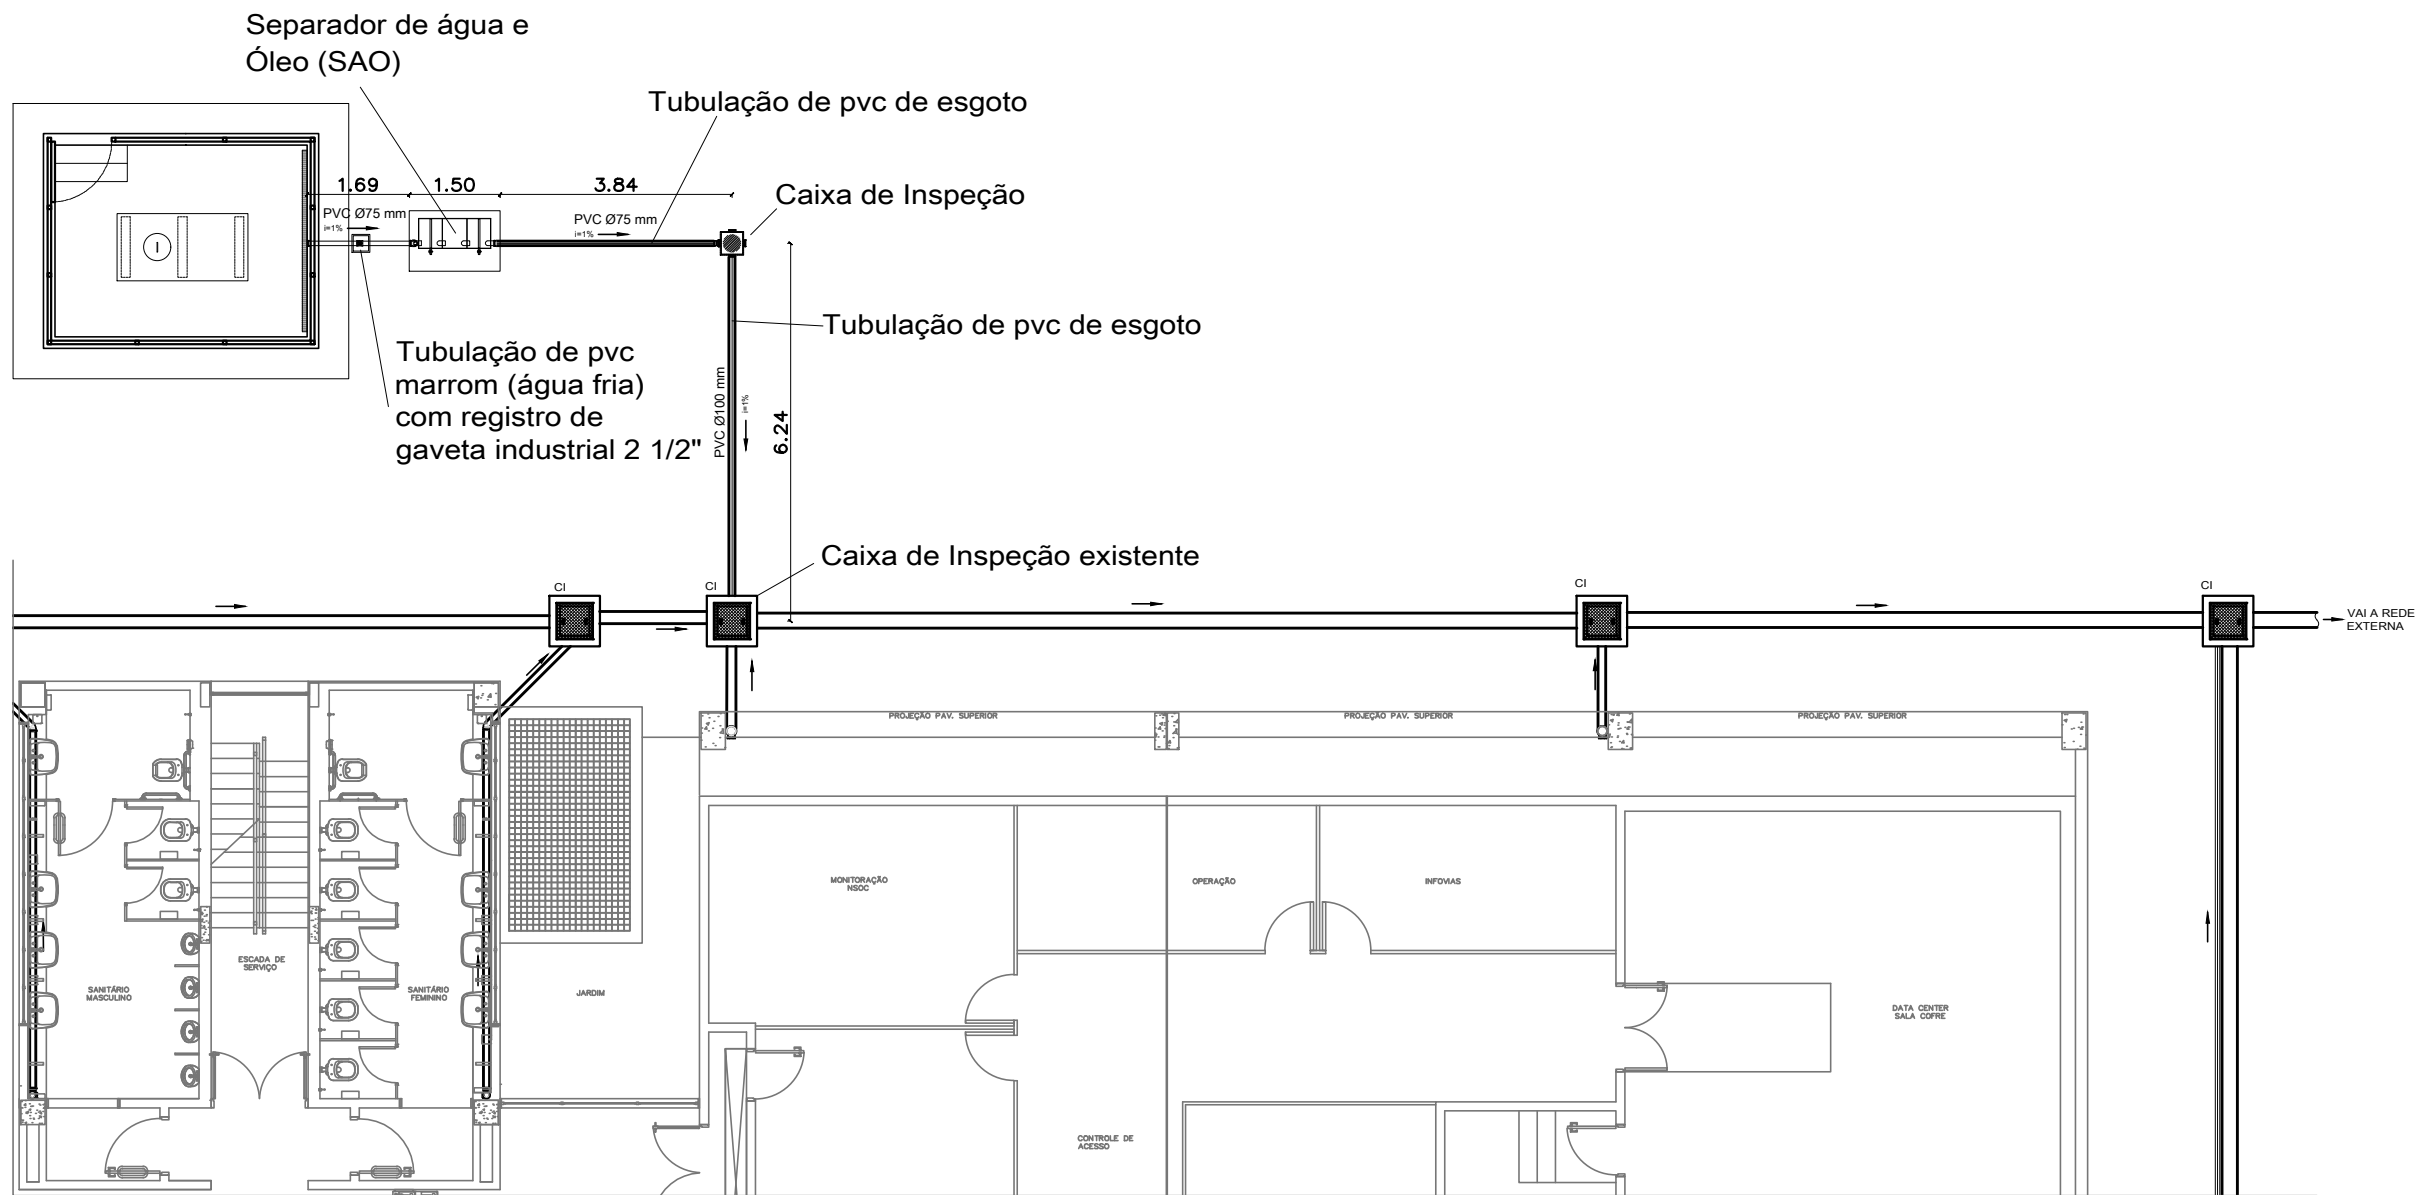 Separador de água e
Óleo (SAO)
Tubulação de pvc de esgoto
1.69
1.50
3.84
Caixa de Inspeção
PVC Ø75 mm
i=1%
PVC Ø75 mm
i=1%
I
Tubulação de pvc de esgoto
Tubulação de pvc
marrom (água fria)
com registro de
gaveta industrial 2 1/2"
PVC Ø100 mm
i=1%
6.24
Caixa de Inspeção existente
CI
CI
CI
CI
VAI A REDE
EXTERNA
PROJEÇÃO PAV. SUPERIOR
PROJEÇÃO PAV. SUPERIOR
PROJEÇÃO PAV. SUPERIOR
MONITORAÇÃO
NSOC
OPERAÇÃO
INFOVIAS
ESCADA DE
SERVIÇO
SANITÁRIO
MASCULINO
SANITÁRIO
FEMININO
JARDIM
DATA CENTER
SALA COFRE
CONTROLE DE
ACESSO